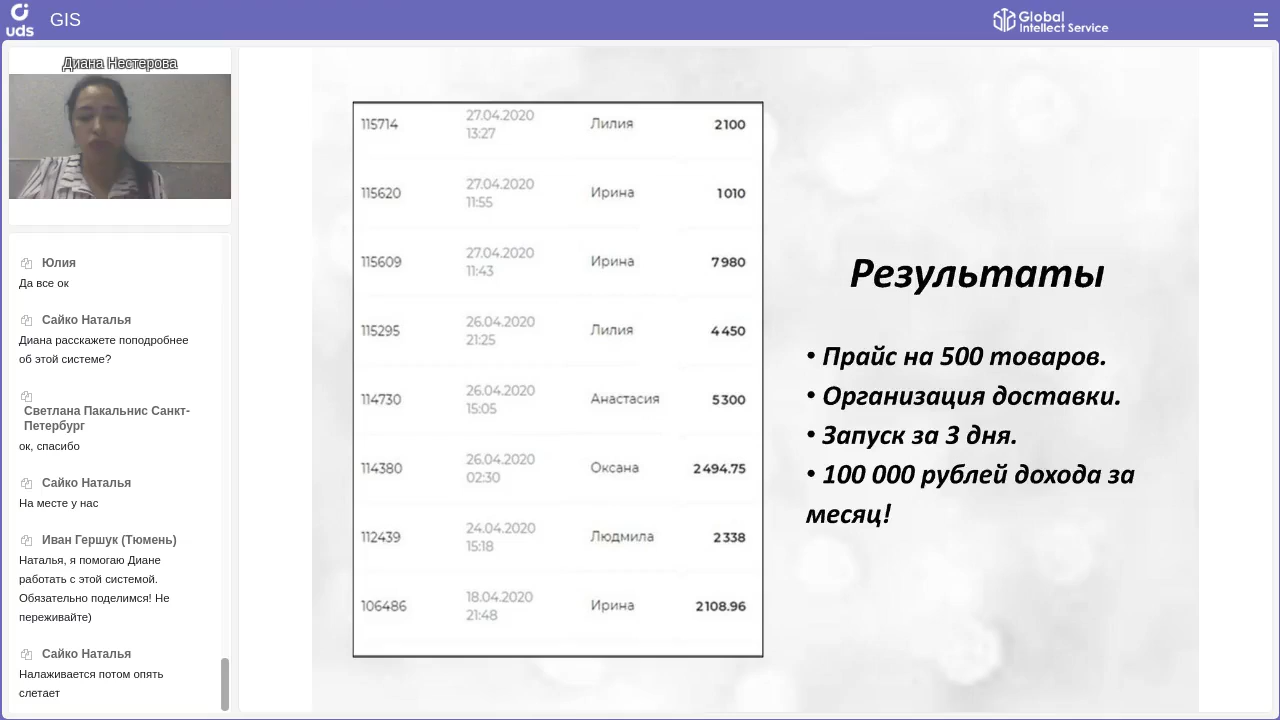 uds
GIS
Global
Intellect Service
Диана Нестерова
Юлия
Да все ок
Сайко Наталья
Диана расскажете поподробнее
об этой системе?
Светлана Пакальнис Санкт-
Петербург
ок, спасибо
Сайко Наталья
На месте у нас
Иван Гершук (Тюмень)
Наталья, я помогаю Диане
работать с этой системой.
Обязательно поделимся! Не
переживайте)
Сайко Наталья
Налаживается потом опять
слетает
115714 27.04.2020 13:27 Лилия 2100
115620 27.04.2020 11:55 Ирина 1010
115609 27.04.2020 11:43 Ирина 7980
115295 26.04.2020 21:25 Лилия 4450
114730 26.04.2020 15:05 Анастасия 5300
114380 26.04.2020 02:30 Оксана 2494.75
112439 24.04.2020 15:18 Людмила 2338
106486 18.04.2020 21:48 Ирина 2108.96
Результаты
• Прайс на 500 товаров.
• Организация доставки.
• Запуск за 3 дня.
• 100 000 рублей дохода за
месяц!